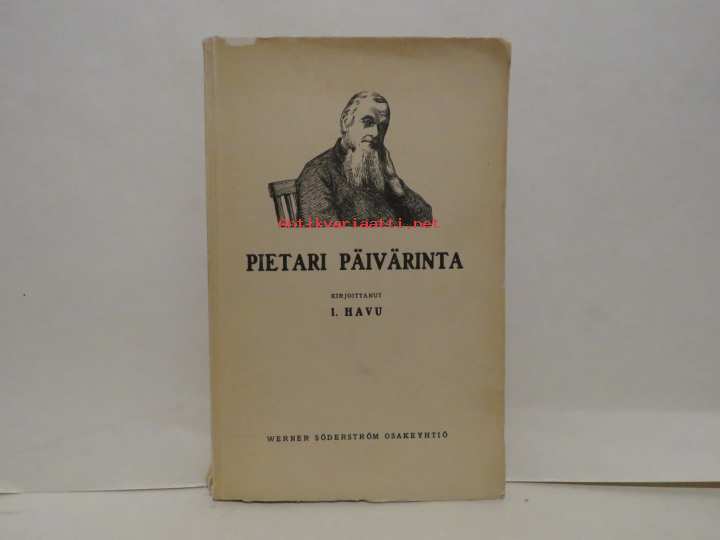 antikvariaatti.net
PIETARI PÄIVÄRINTA
KIRJOITTANUT
I. HAVU
WERNER SÖDERSTRÖM OSAKEYHTIÖ